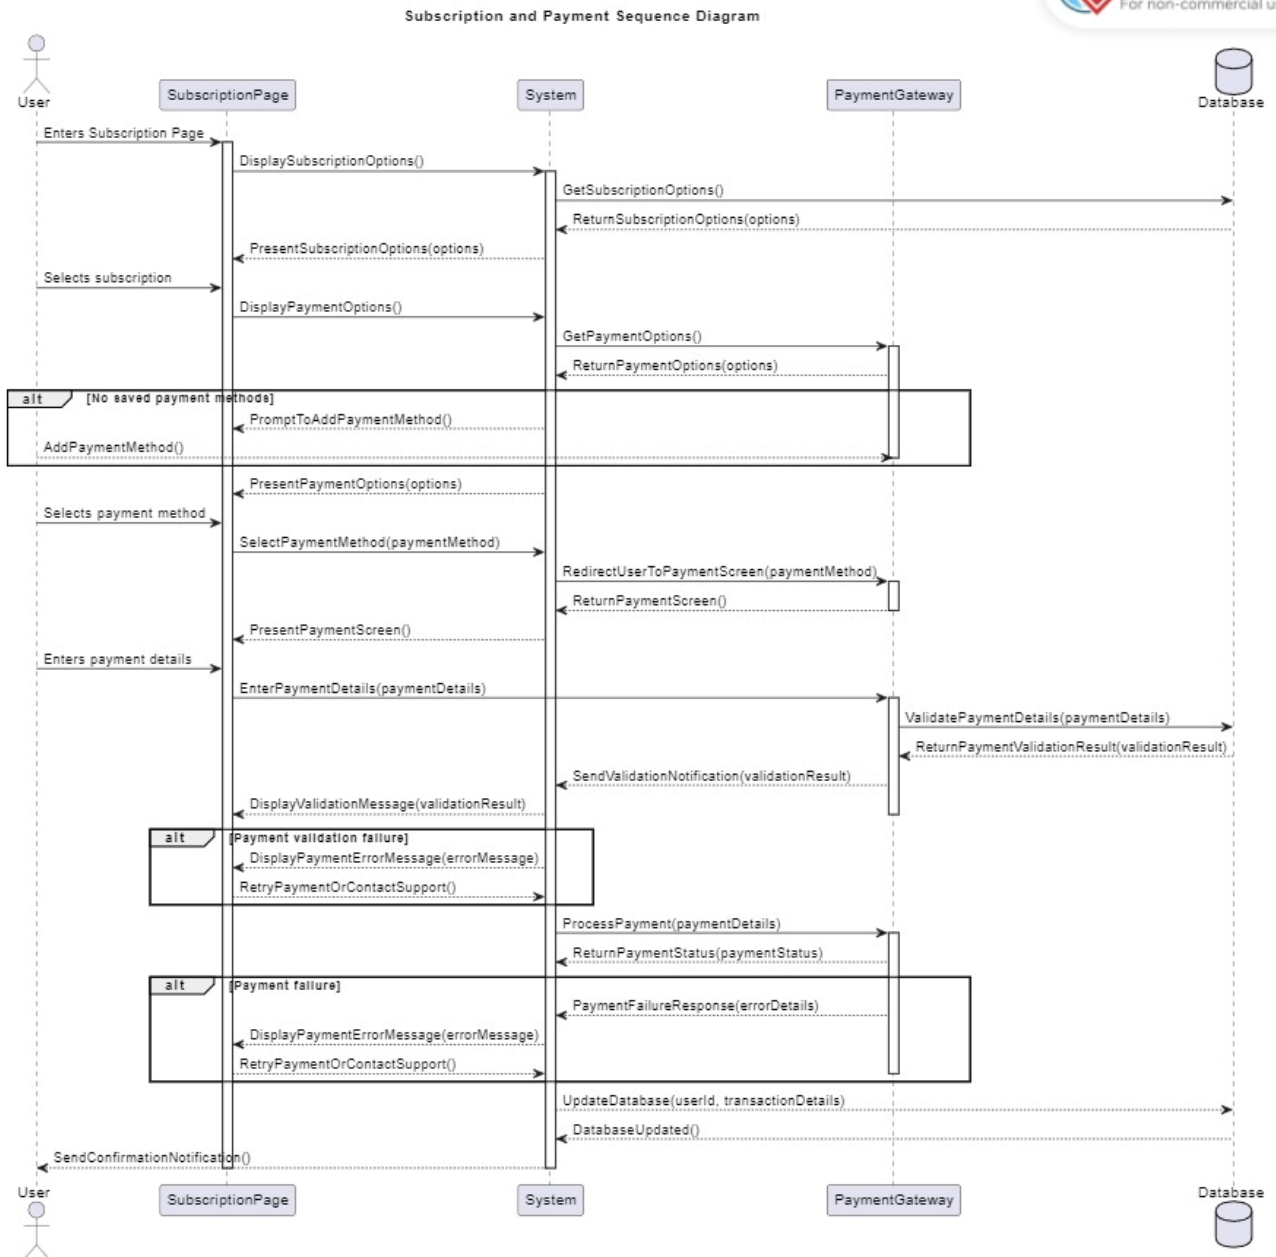 For non-commercial u
Subscription and Payment Sequence Diagram
User
SubscriptionPage
System
PaymentGateway
Database
Enters Subscription Page
DisplaySubscriptionOptions()
GetSubscriptionOptions()
ReturnSubscriptionOptions(options)
PresentSubscriptionOptions(options)
Selects subscription
DisplayPaymentOptions()
GetPaymentOptions()
ReturnPaymentOptions(options)
alt [No saved payment methods]
PromptToAddPaymentMethod()
AddPaymentMethod()
PresentPaymentOptions(options)
Selects payment method
SelectPaymentMethod(paymentMethod)
RedirectUserToPaymentScreen(paymentMethod)
ReturnPaymentScreen()
PresentPaymentScreen()
Enters payment details
EnterPaymentDetails(paymentDetails)
ValidatePaymentDetails(paymentDetails)
ReturnPaymentValidationResult(validationResult)
SendValidationNotification(validationResult)
DisplayValidationMessage(validationResult)
alt [Payment validation failure]
DisplayPaymentErrorMessage(errorMessage)
RetryPaymentOrContactSupport()
ProcessPayment(paymentDetails)
ReturnPaymentStatus(paymentStatus)
alt [Payment failure]
PaymentFailureResponse(errorDetails)
DisplayPaymentErrorMessage(errorMessage)
RetryPaymentOrContactSupport()
UpdateDatabase(userId, transactionDetails)
DatabaseUpdated()
SendConfirmationNotification()
User
SubscriptionPage
System
PaymentGateway
Database